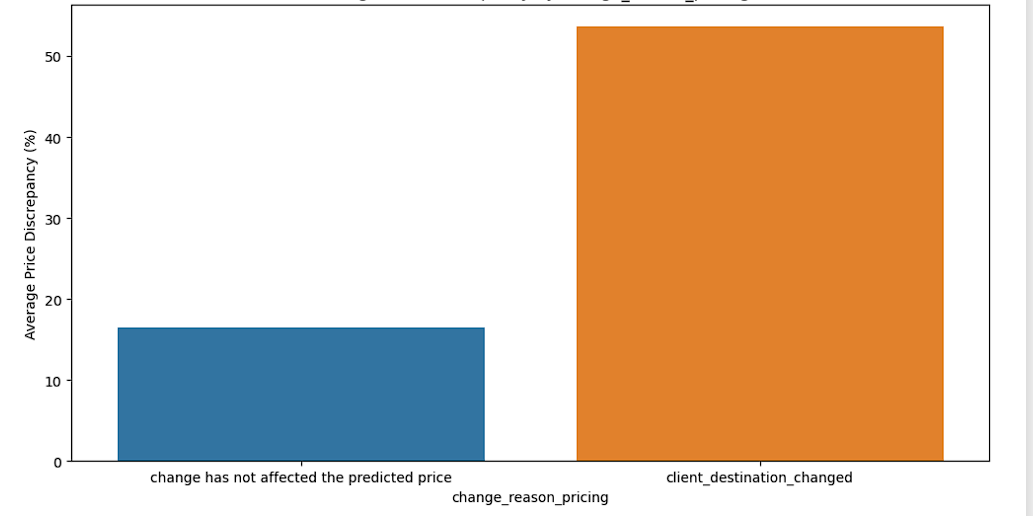 50
40
30
20
10
0
Average Price Discrepancy (%)
change has not affected the predicted price
client_destination_changed
change_reason_pricing